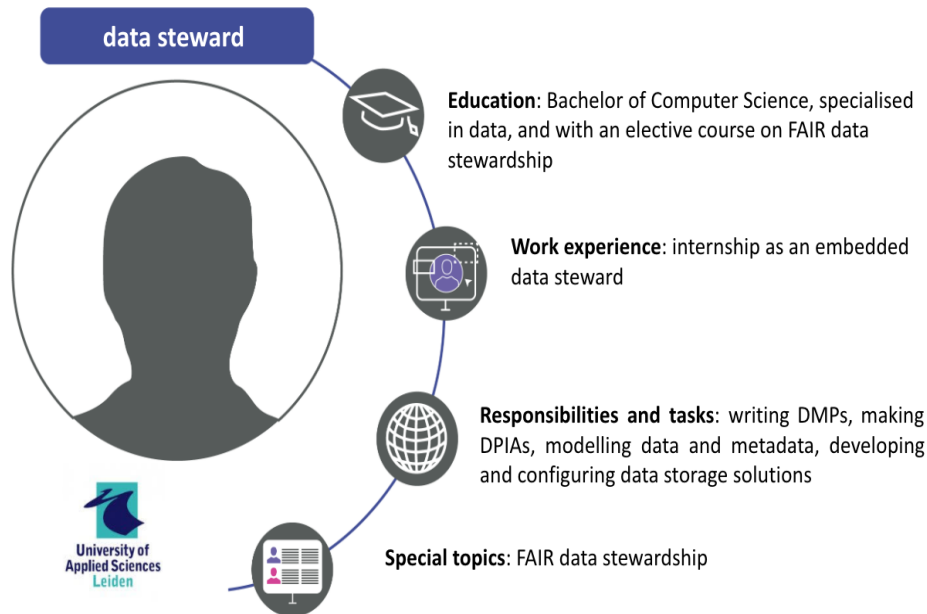 data steward
Education: Bachelor of Computer Science, specialised
in data, and with an elective course on FAIR data
stewardship
Work experience: internship as an embedded
data steward
Responsibilities and tasks: writing DMPs, making
DPIAs, modelling data and metadata, developing
and configuring data storage solutions
Special topics: FAIR data stewardship
University of
Applied Sciences
Leiden